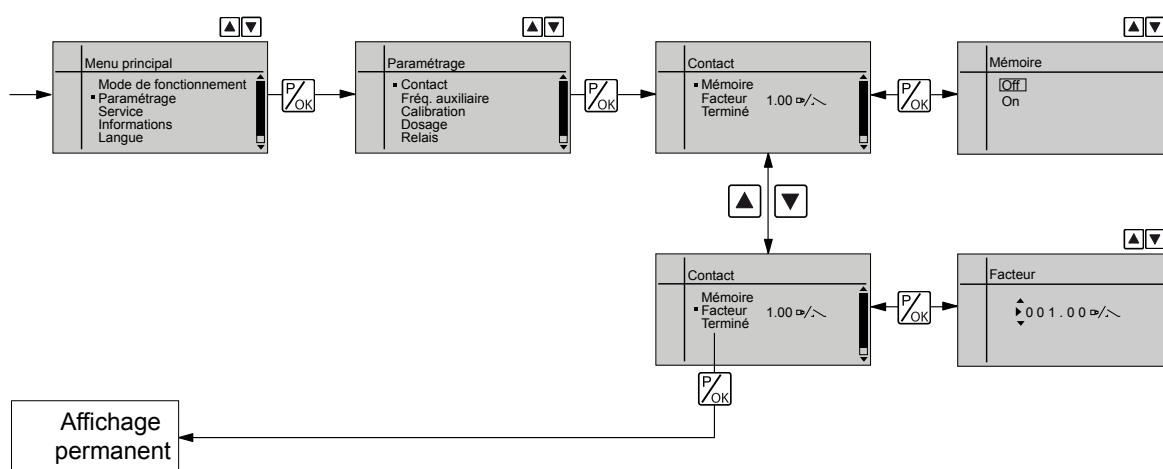 Menu principal
Mode de fonctionnement
Paramétrage
Service
Informations
Langue
P/OK
Paramétrage
Contact
Fréq. auxiliaire
Calibration
Dosage
Relais
P/OK
Contact
Mémoire
Facteur 1.00
Terminé
P/OK
Mémoire
Off
On
Contact
Mémoire
Facteur 1.00
Terminé
P/OK
Facteur
001.00
P/OK
Affichage
permanent